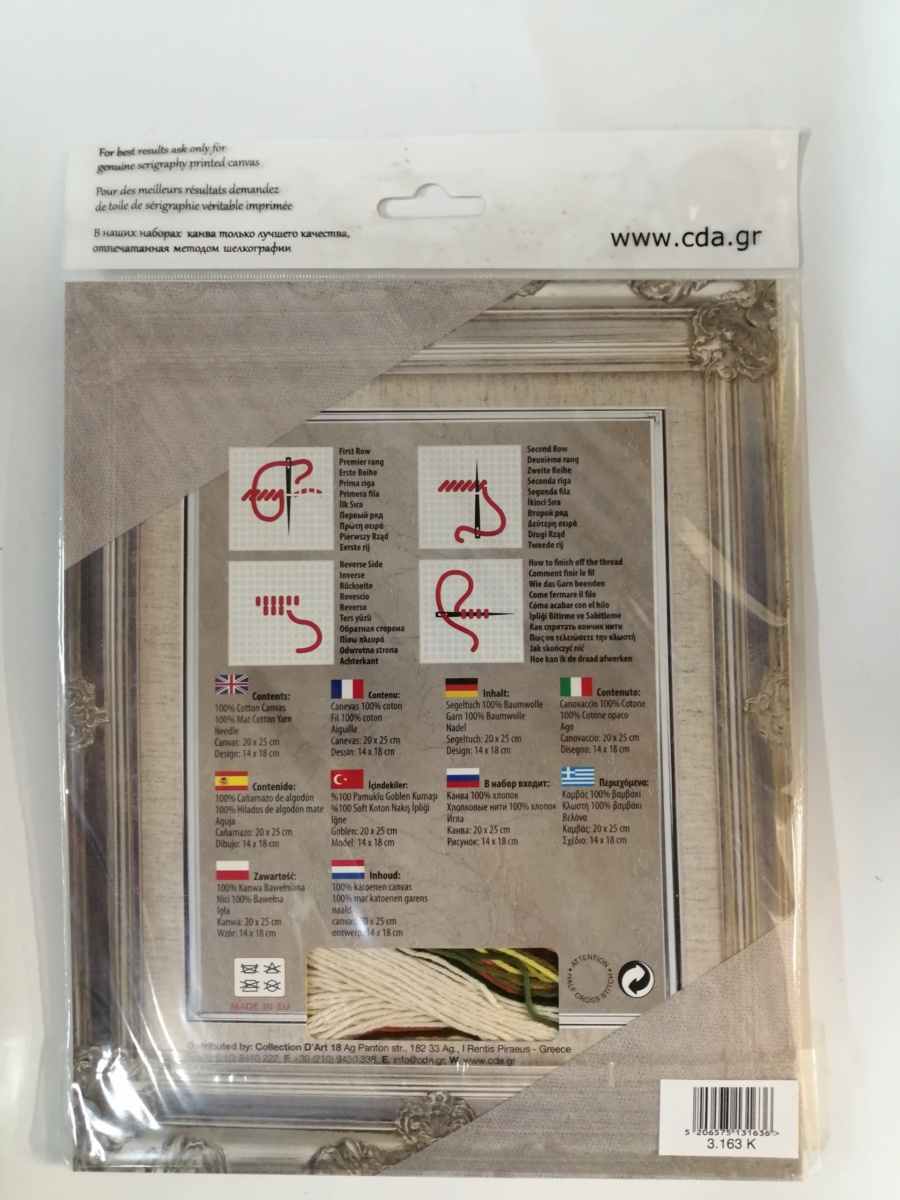 For best results ask only for
genuine serigraphy printed canvas
Pour des meilleurs résultats demandez
de toile de sérigraphie véritable imprimée
В наших наборах канва только лучшего качества,
отпечатанная методом шелкографии
www.cda.gr
First Row
Premier rang
Erste Reihe
Prima riga
Primera fila
İlk Sıra
Первый ряд
Πρώτη σειρά
Pierwszy Rząd
Eerste rij
Second Row
Deuxième rang
Zweite Reihe
Seconda riga
Segunda fila
İkinci Sıra
Второй ряд
Δεύτερη σειρά
Drugi Rząd
Tweede rij
Reverse Side
Inverse
Rückseite
Rovescio
Reverso
Ters yüzü
Обратная сторона
Πίσω πλευρά
Odwrotna strona
Achterkant
How to finish off the thread
Comment finir le fil
Wie das Garn beenden
Come fermare il filo
Cómo acabar con el hilo
İpliği Bitirme ve Sabitleme
Как спрятать кончик нити
Πως να τελειώσετε την κλωστή
Jak skończyć nić
Hoe kan ik de draad afwerken
Contents:
100% Cotton Canvas
100% Mat Cotton Yarn
Needle
Canvas: 20 x 25 cm
Design: 14 x 18 cm
Contenu:
Canevas 100% coton
Fil 100% coton
Aiguille
Canevas: 20 x 25 cm
Dessin: 14 x 18 cm
Inhalt:
Segeltuch 100% Baumwolle
Garn 100% Baumwolle
Nadel
Segeltuch: 20 x 25 cm
Design: 14 x 18 cm
Contenuto:
Canovaccio 100% Cotone
100% Cotone opaco
Ago
Canovaccio: 20 x 25 cm
Disegno: 14 x 18 cm
Contenido:
100% Cañamazo de algodón
100% Hilados de algodón mate
Aguja
Cañamazo: 20 x 25 cm
Dibujo: 14 x 18 cm
İçindekiler:
%100 Pamuklu Goblen Kumaşı
%100 Soft Koton Nakış İpliği
İğne
Goblen: 20 x 25 cm
Model: 14 x 18 cm
В набор входит:
Канва 100% хлопок
Хлопковые нити 100% хлопок
Игла
Канва: 20 x 25 cm
Рисунок: 14 x 18 cm
Περιεχόμενα:
Καμβάς 100% βαμβάκι
Κλωστή 100% βαμβάκι
Βελόνα
Καμβάς: 20 x 25 cm
Σχέδιο: 14 x 18 cm
Zawartość:
100% Kanwa Bawełniana
Nici 100% Bawełna
Igła
Kanwa: 20 x 25 cm
Wzór: 14 x 18 cm
Inhoud:
100% katoenen canvas
100% mat katoenen garens
naald
canvas: 20 x 25 cm
ontwerp: 14 x 18 cm
MADE IN EU
• ATTENTION •
HALF CROSS STITCH
Distributed by: Collection D'Art 18 Ag Panton str., 182 33 Ag., I Rentis Piraeus - Greece
(210) 9410 222, F. +30 (210) 9430 338, E. info@cda.gr, W. www.cda.gr
5 206575 131636 >
3.163 K